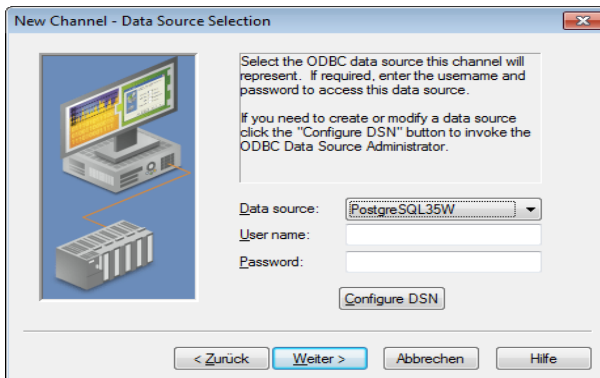 New Channel - Data Source Selection
Select the ODBC data source this channel will
represent. If required, enter the username and
password to access this data source.
If you need to create or modify a data source
click the "Configure DSN" button to invoke the
ODBC Data Source Administrator.
Data source:
PostgreSQL35W
User name:
Password:
Configure DSN
< Zurück
Weiter >
Abbrechen
Hilfe